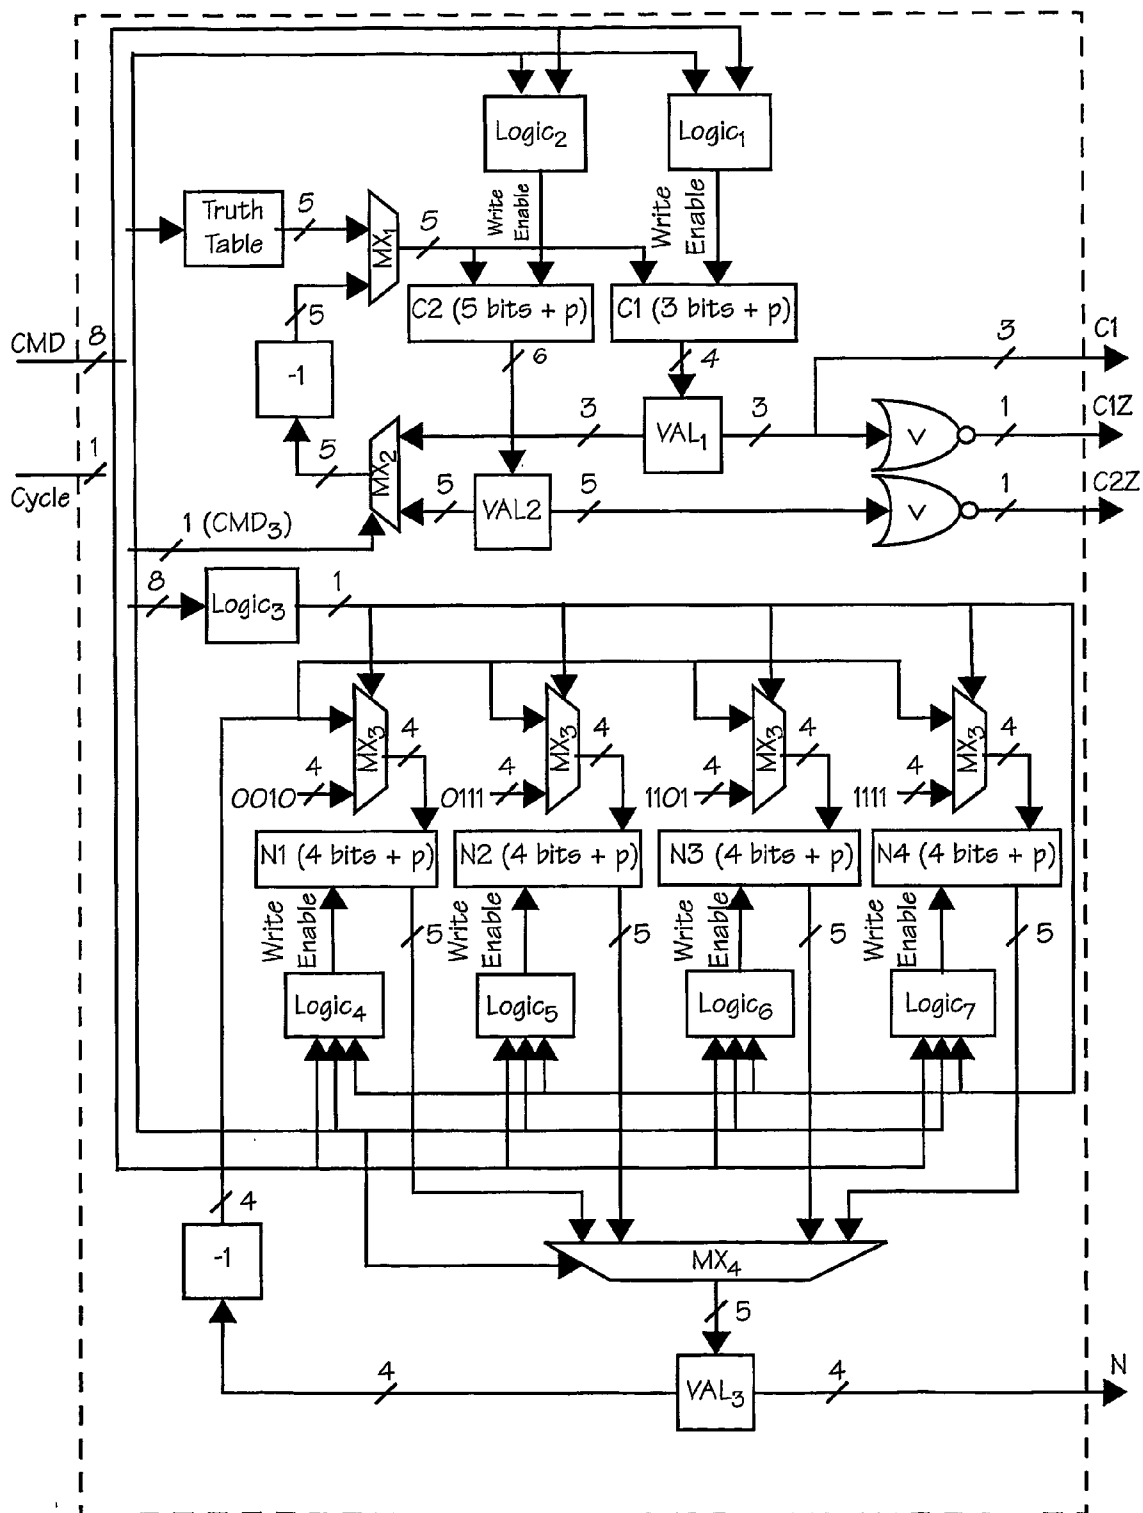 Logic2
Logic1
Write
Enable
Write
Enable
Truth
Table
5
MX1
5
C2 (5 bits + p)
C1 (3 bits + p)
5
CMD
8
-1
6
4
3
C1
3
VAL1
3
1
C1Z
MX2
5
1
Cycle
5
VAL2
5
1
C2Z
1 (CMD3)
8
Logic3
1
MX3
4
MX3
4
MX3
4
MX3
4
0010
4
0111
4
1101
4
1111
4
N1 (4 bits + p)
N2 (4 bits + p)
N3 (4 bits + p)
N4 (4 bits + p)
Write
Enable
5
Write
Enable
5
Write
Enable
5
Write
Enable
5
Logic4
Logic5
Logic6
Logic7
4
-1
MX4
5
4
VAL3
4
N
V
V